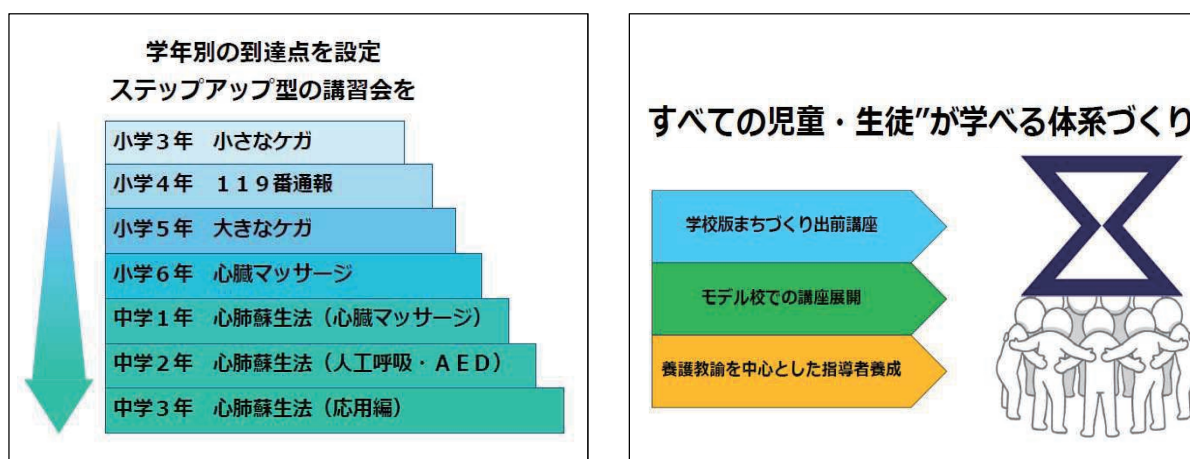 学年別の到達点を設定
ステップアップ型の講習会を
小学３年　小さなケガ
小学４年　１１９番通報
小学５年　大きなケガ
小学６年　心臓マッサージ
中学１年　心肺蘇生法（心臓マッサージ）
中学２年　心肺蘇生法（人工呼吸・ＡＥＤ）
中学３年　心肺蘇生法（応用編）
すべての児童・生徒”が学べる体系づくり
学校版まちづくり出前講座
モデル校での講座展開
養護教諭を中心とした指導者養成